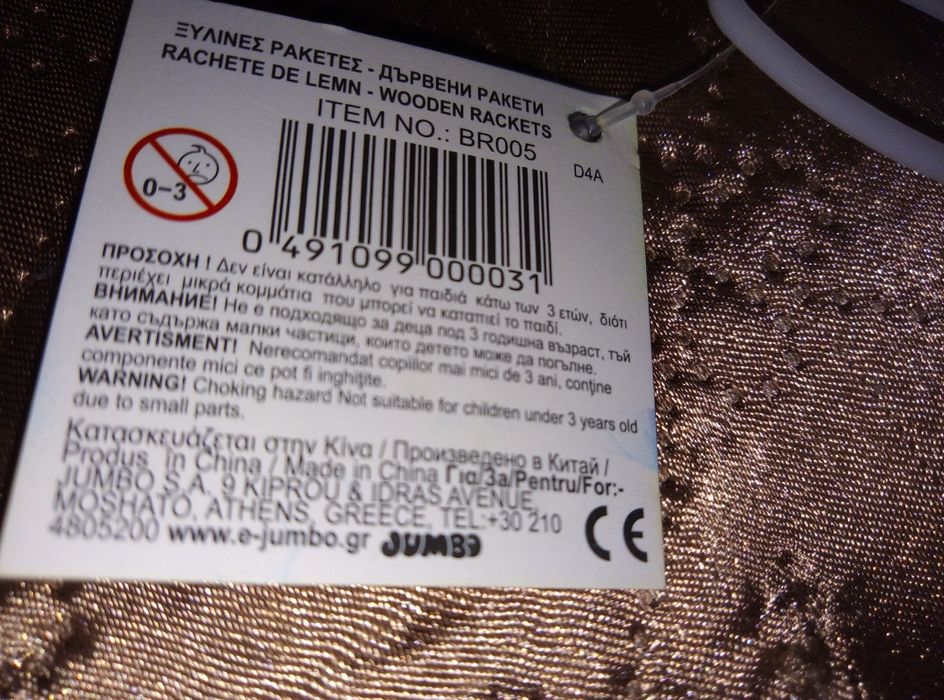 ΞΥΛΙΝΕΣ ΡΑΚΕΤΕΣ - ДЪРВЕНИ РАКЕТИ
RACHETE DE LEMN - WOODEN RACKETS
ITEM NO.: BR005
D4A
0-3
0 491099 000031
ΠΡΟΣΟΧΗ ! Δεν είναι κατάλληλο για παιδιά κάτω των 3 ετών, διότι
περιέχει μικρά κομμάτια που μπορεί να καταπιεί το παιδί.
ВНИМАНИЕ! Не е подходящо за деца под 3 годишна възраст, тъй
като съдържа малки частици, които детето може да погълне.
AVERTISMENT! Nerecomandat copiilor mai mici de 3 ani, conţine
componente mici ce pot fi inghiţite.
WARNING! Choking hazard Not suitable for children under 3 years old
due to small parts.
Κατασκευάζεται στην Κίνα / Произведено в Китай /
Produs in China / Made in China Για/За/Pentru/For:-
JUMBO S.A, 9 KIPROU & IDRAS AVENUE,
MOSHATO, ATHENS, GREECE, TEL:+30 210
4805200 www.e-jumbo.gr JUMBO CE